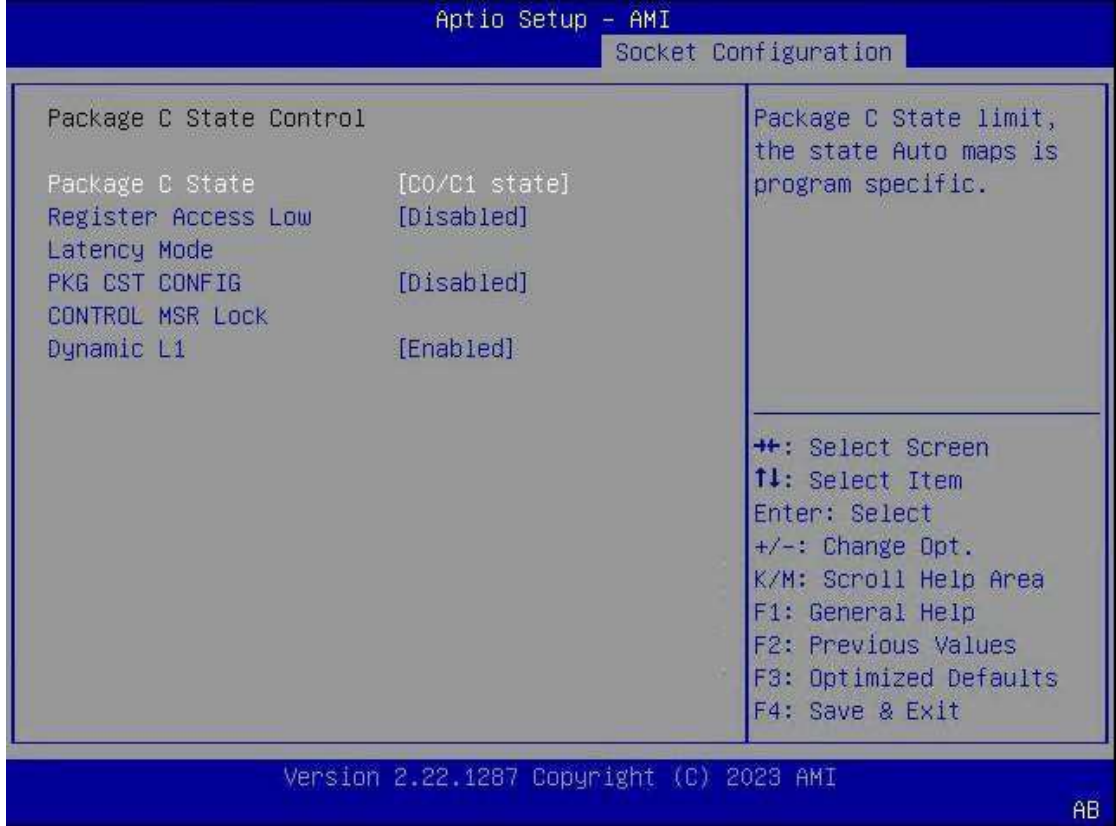 Aptio Setup – AMI
Socket Configuration
Package C State Control
Package C State [C0/C1 state]
Register Access Low [Disabled]
Latency Mode
PKG CST CONFIG [Disabled]
CONTROL MSR Lock
Dynamic L1 [Enabled]
Package C State limit,
the state Auto maps is
program specific.
→←: Select Screen
↑↓: Select Item
Enter: Select
+/-: Change Opt.
K/M: Scroll Help Area
F1: General Help
F2: Previous Values
F3: Optimized Defaults
F4: Save & Exit
Version 2.22.1287 Copyright (C) 2023 AMI
AB